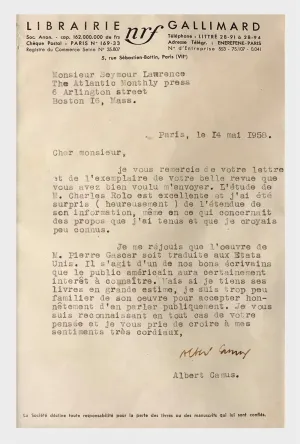 LIBRAIRIE nrf GALLIMARD
Soc. Anon. - cap. 162.000.000 de Frs
Chèque Postal : PARIS N° 169-33
Registre du Commerce Seine N° 35.807
Téléphone : LITTRÉ 28-91 à 28-94
Adresse Télégr. : ENEREFENE-PARIS
N° d'Entreprise
5, rue Sébastien-Bottin, Paris (VIIe)
Monsieur Seymour Lawrence
The Atlantic Monthly press
6 Arlington street
Boston 16, Mass.
Paris, le 14 mai 1958.
Cher monsieur,
je vous remercie de votre lettre
et de l'exemplaire de votre belle revue que
vous avez bien voulu m'envoyer. L'étude de
M. Charles Rolo est excellente et j'ai été
surpris ( heureusement ) de l'étendue de
son information, même en ce qui concernait
des propos que j'ai tenus et que je croyais
peu connus.
Je me réjouis que l'oeuvre de
M. Pierre Gascar soit traduite aux Etats
Unis. Il s'agit d'un de nos bons écrivains
que le public américain aura certainement
intérêt à connaître. Mais si je tiens ses
livres en grande estime, je suis trop peu
familier de son oeuvre pour accepter hon-
nêtement d'en parler publiquement. Je vous
suis reconnaissant en tout cas de votre
pensée et je vous prie de croire à mes
sentiments très cordiaux,
Albert Camus
Albert Camus.
La Société décline toute responsabilité pour la perte des livres ou des manuscrits qui lui sont confiés.